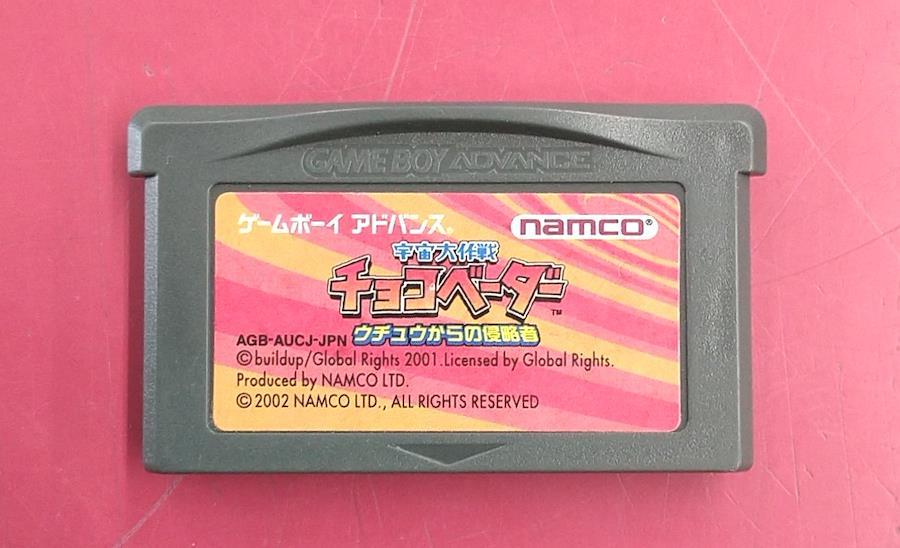 GAME BOY ADVANCE
ゲームボーイ アドバンス®
namco®
宇宙大作戦
チョコベーダー™
ウチュウからの侵略者
AGB-AUCJ-JPN
©buildup/Global Rights 2001.Licensed by Global Rights.
Produced by NAMCO LTD.
©2002 NAMCO LTD., ALL RIGHTS RESERVED